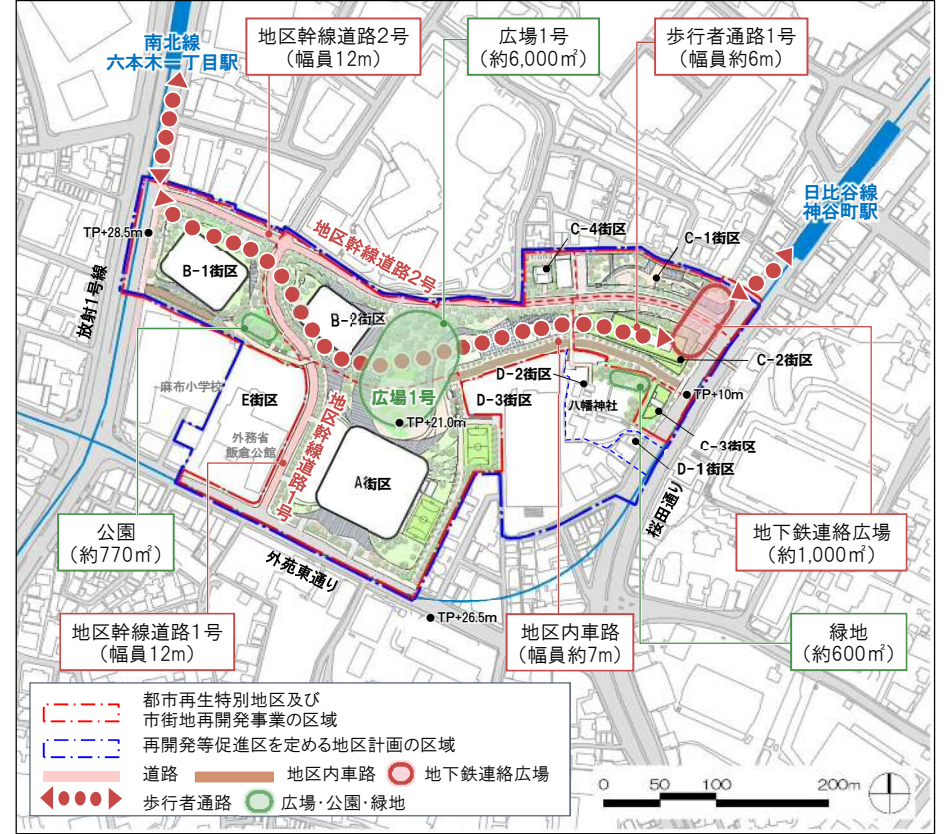 南北線
六本木一丁目駅
地区幹線道路2号
(幅員12m)
広場1号
(約6,000㎡)
歩行者通路1号
(幅員約6m)
日比谷線
神谷町駅
TP+28.5m
地区幹線道路2号
C-4街区
C-1街区
B-1街区
放射1号線
B-2街区
C-2街区
D-2街区
麻布小学校
E街区
広場1号
D-3街区
八幡神社
TP+10m
TP+21.0m
C-3街区
外務省
飯倉公館
地区幹線道路1号
D-1街区
A街区
桜田通り
公園
(約770㎡)
地下鉄連絡広場
(約1,000㎡)
外苑東通り
地区幹線道路1号
(幅員12m)
TP+26.5m
地区内車路
(幅員約7m)
緑地
(約600㎡)
都市再生特別地区及び
市街地再開発事業の区域
再開発等促進区を定める地区計画の区域
道路 地区内車路 地下鉄連絡広場
歩行者通路 広場・公園・緑地
0 50 100 200m